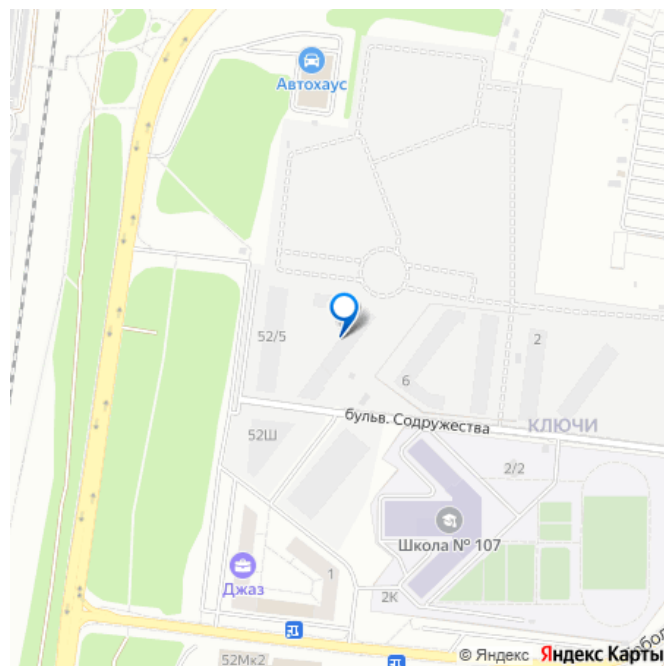 Автохаус
52/5
2
6
бульв. Содружества
КЛЮЧИ
52Ш
2/2
Школа № 107
Джаз
1
2К
52Мк2
© Яндекс Яндекс Карты